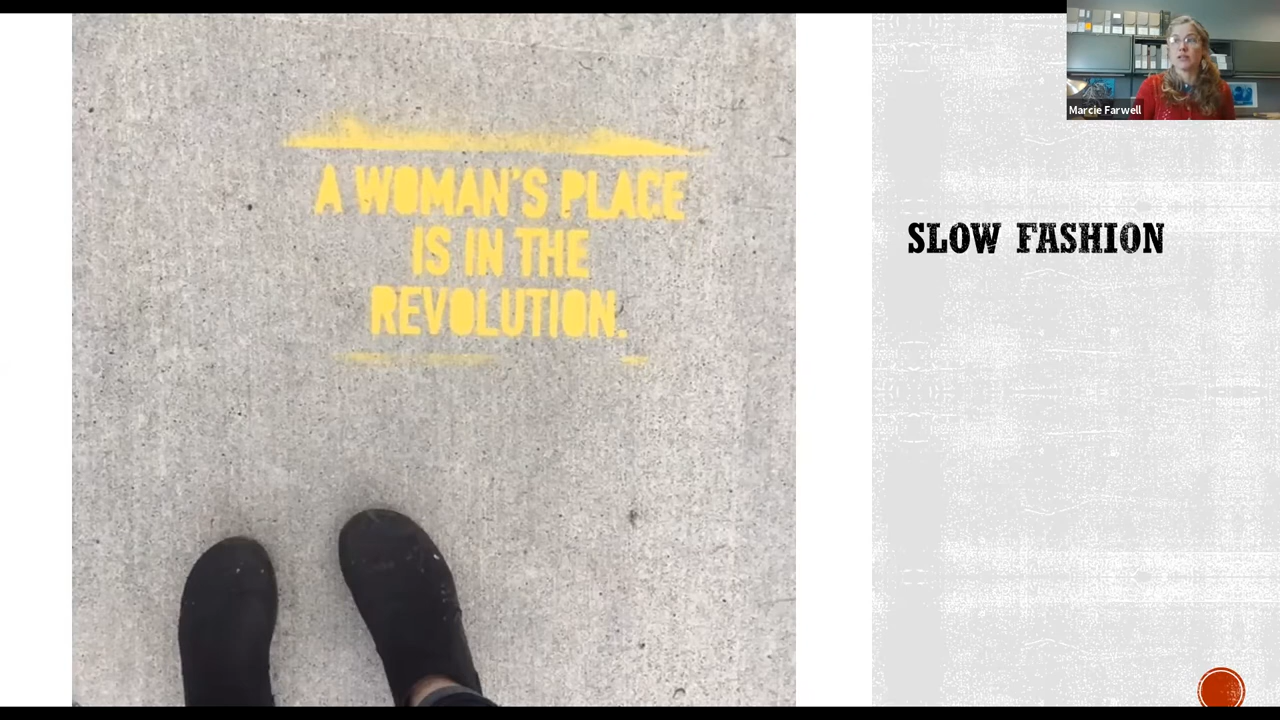 A WOMAN'S PLACE
IS IN THE
REVOLUTION.
SLOW FASHION
Marcie Farwell